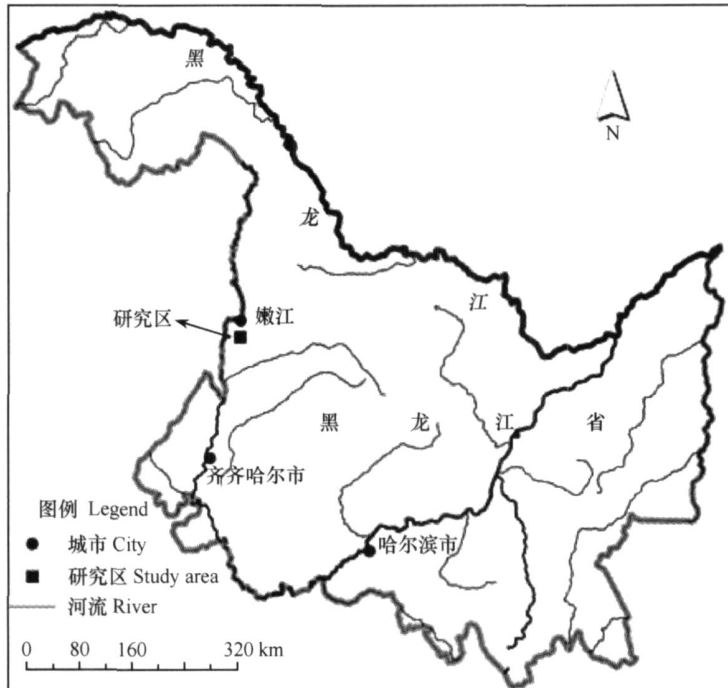 黑
N
龙
江
嫩江
研究区
黑 龙 江 省
齐齐哈尔市
图例 Legend
城市 City
哈尔滨市
研究区 Study area
河流 River
0 80 160 320 km